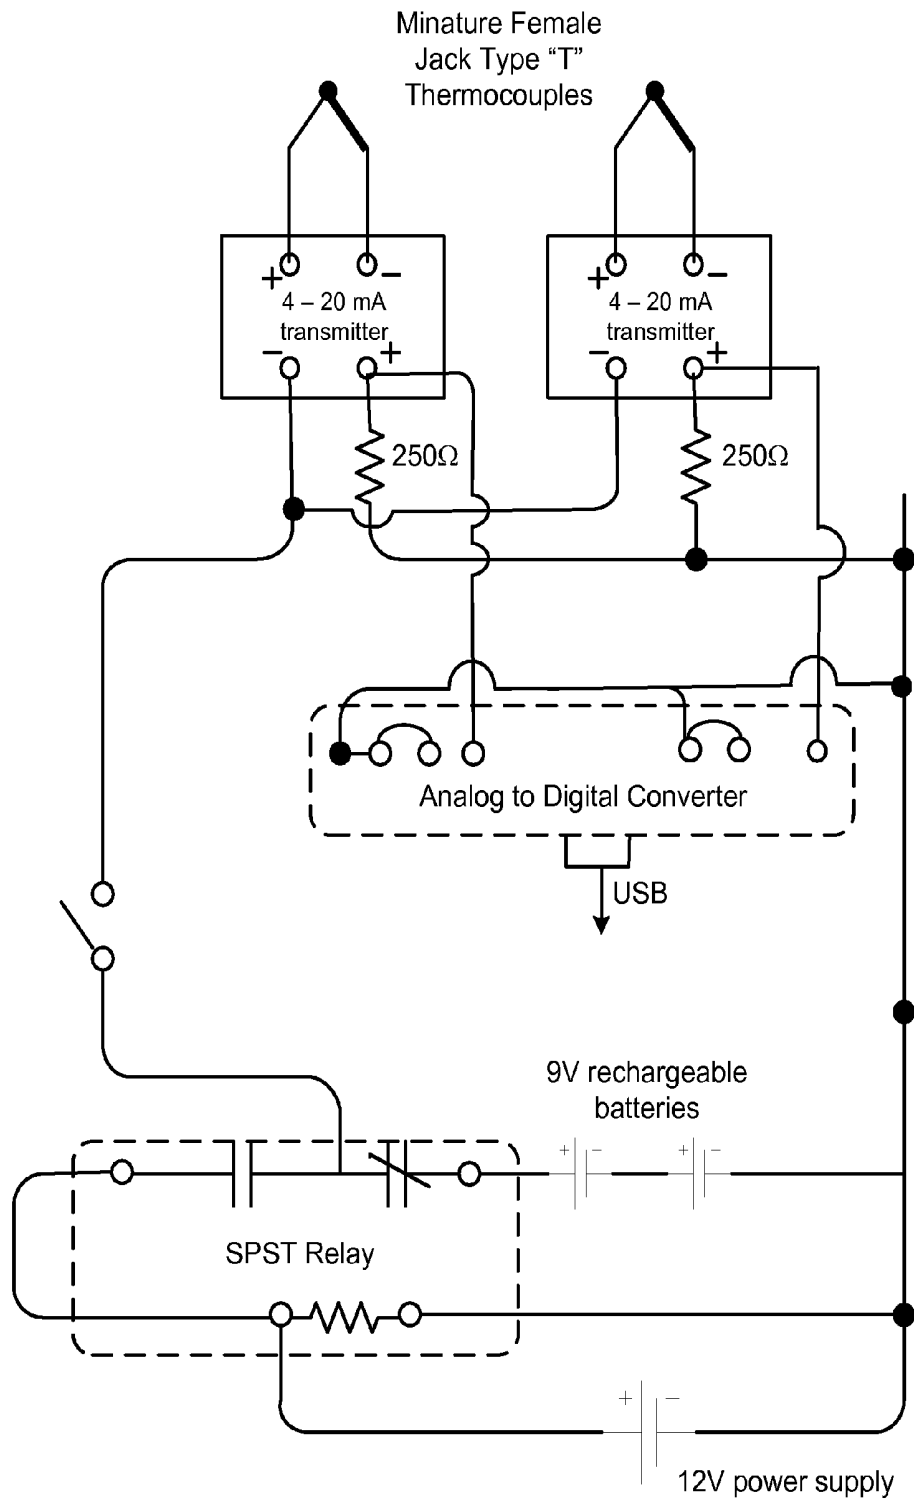 Minature Female
Jack Type “T”
Thermocouples
+ −
4 – 20 mA
transmitter
− +
+ −
4 – 20 mA
transmitter
− +
250Ω
250Ω
Analog to Digital Converter
USB
9V rechargeable
batteries
+ − + −
SPST Relay
+ −
12V power supply